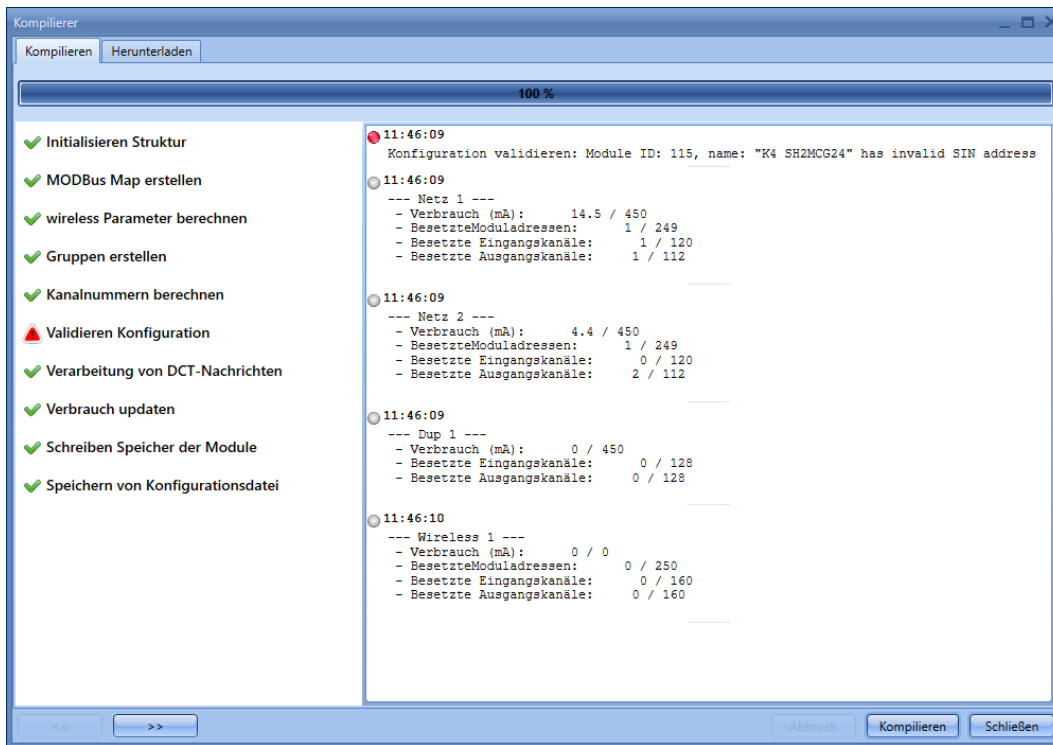 Kompilierer
Kompilieren Herunterladen
100 %
Initialisieren Struktur
MODBus Map erstellen
wireless Parameter berechnen
Gruppen erstellen
Kanalnummern berechnen
Validieren Konfiguration
Verarbeitung von DCT-Nachrichten
Verbrauch updaten
Schreiben Speicher der Module
Speichern von Konfigurationsdatei
11:46:09
Konfiguration validieren: Module ID: 115, name: "K4 SH2MCG24" has invalid SIN address
11:46:09
--- Netz 1 ---
- Verbrauch (mA): 14.5 / 450
- BesetzteModuladressen: 1 / 249
- Besetzte Eingangskanäle: 1 / 120
- Besetzte Ausgangskanäle: 1 / 112
11:46:09
--- Netz 2 ---
- Verbrauch (mA): 4.4 / 450
- BesetzteModuladressen: 1 / 249
- Besetzte Eingangskanäle: 0 / 120
- Besetzte Ausgangskanäle: 2 / 112
11:46:09
--- Dup 1 ---
- Verbrauch (mA): 0 / 450
- Besetzte Eingangskanäle: 0 / 128
- Besetzte Ausgangskanäle: 0 / 128
11:46:10
--- Wireless 1 ---
- Verbrauch (mA): 0 / 0
- BesetzteModuladressen: 0 / 250
- Besetzte Eingangskanäle: 0 / 160
- Besetzte Ausgangskanäle: 0 / 160
<< >> Abbruch Kompilieren Schließen